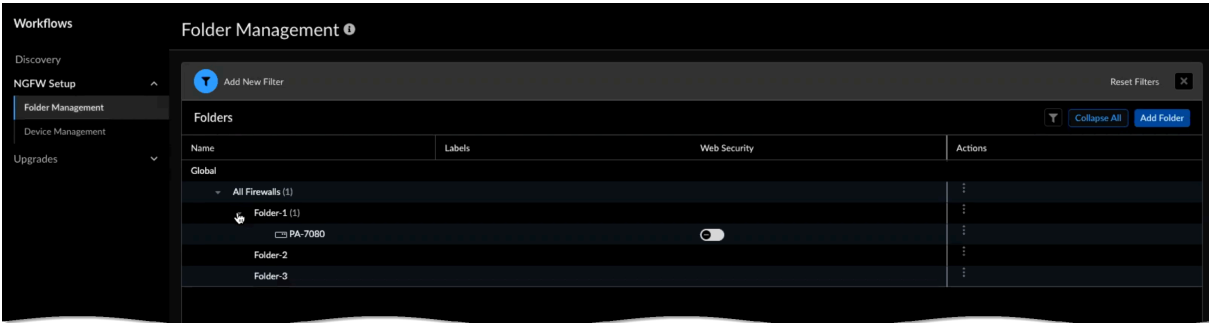 Workflows
Folder Management
Discovery
NGFW Setup
Add New Filter
Reset Filters
Folder Management
Folders
Collapse All
Add Folder
Device Management
Name Labels Web Security Actions
Upgrades
Global
All Firewalls (1)
Folder-1 (1)
PA-7080
Folder-2
Folder-3